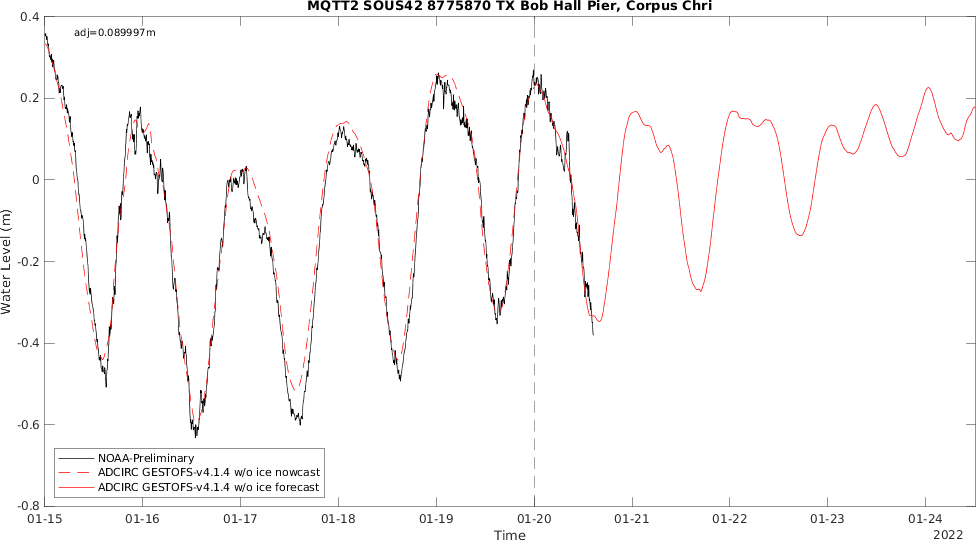 MQTT2 SOUS42 8775870 TX Bob Hall Pier, Corpus Chri
adj=0.089997m
0.4
0.2
0
-0.2
-0.4
-0.6
-0.8
Water Level (m)
NOAA-Preliminary
ADCIRC GESTOFS-v4.1.4 w/o ice nowcast
ADCIRC GESTOFS-v4.1.4 w/o ice forecast
01-15 01-16 01-17 01-18 01-19 01-20 01-21 01-22 01-23 01-24
Time
2022